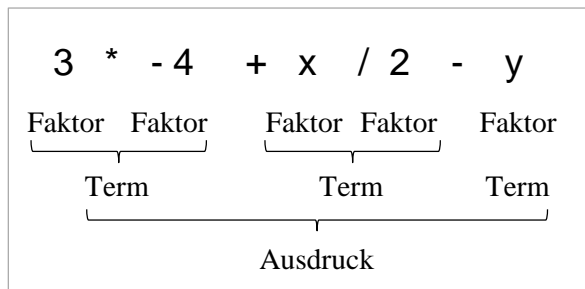 3 * - 4 + x / 2 - y
Faktor Faktor Faktor Faktor Faktor
Term Term Term
Ausdruck